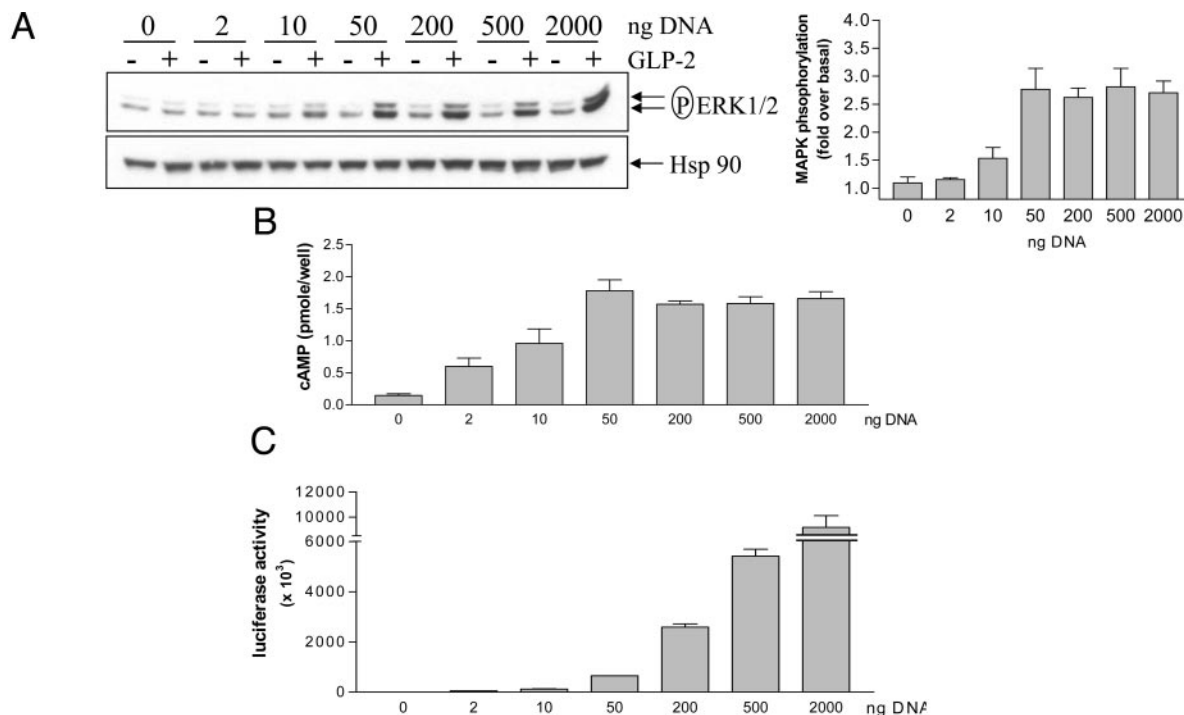 A
0 2 10 50 200 500 2000 ng DNA
- + - + - + - + - + - + - + GLP-2
P ERK1/2
Hsp 90
MAPK phsophorylation
(fold over basal)
4.0
3.5
3.0
2.5
2.0
1.5
1.0
0 2 10 50 200 500 2000
ng DNA
B
cAMP (pmole/well)
2.5
2.0
1.5
1.0
0.5
0.0
0 2 10 50 200 500 2000 ng DNA
C
luciferase activity
(x 10³)
12000
10000
6000
4000
2000
0
0 2 10 50 200 500 2000 ng DNA